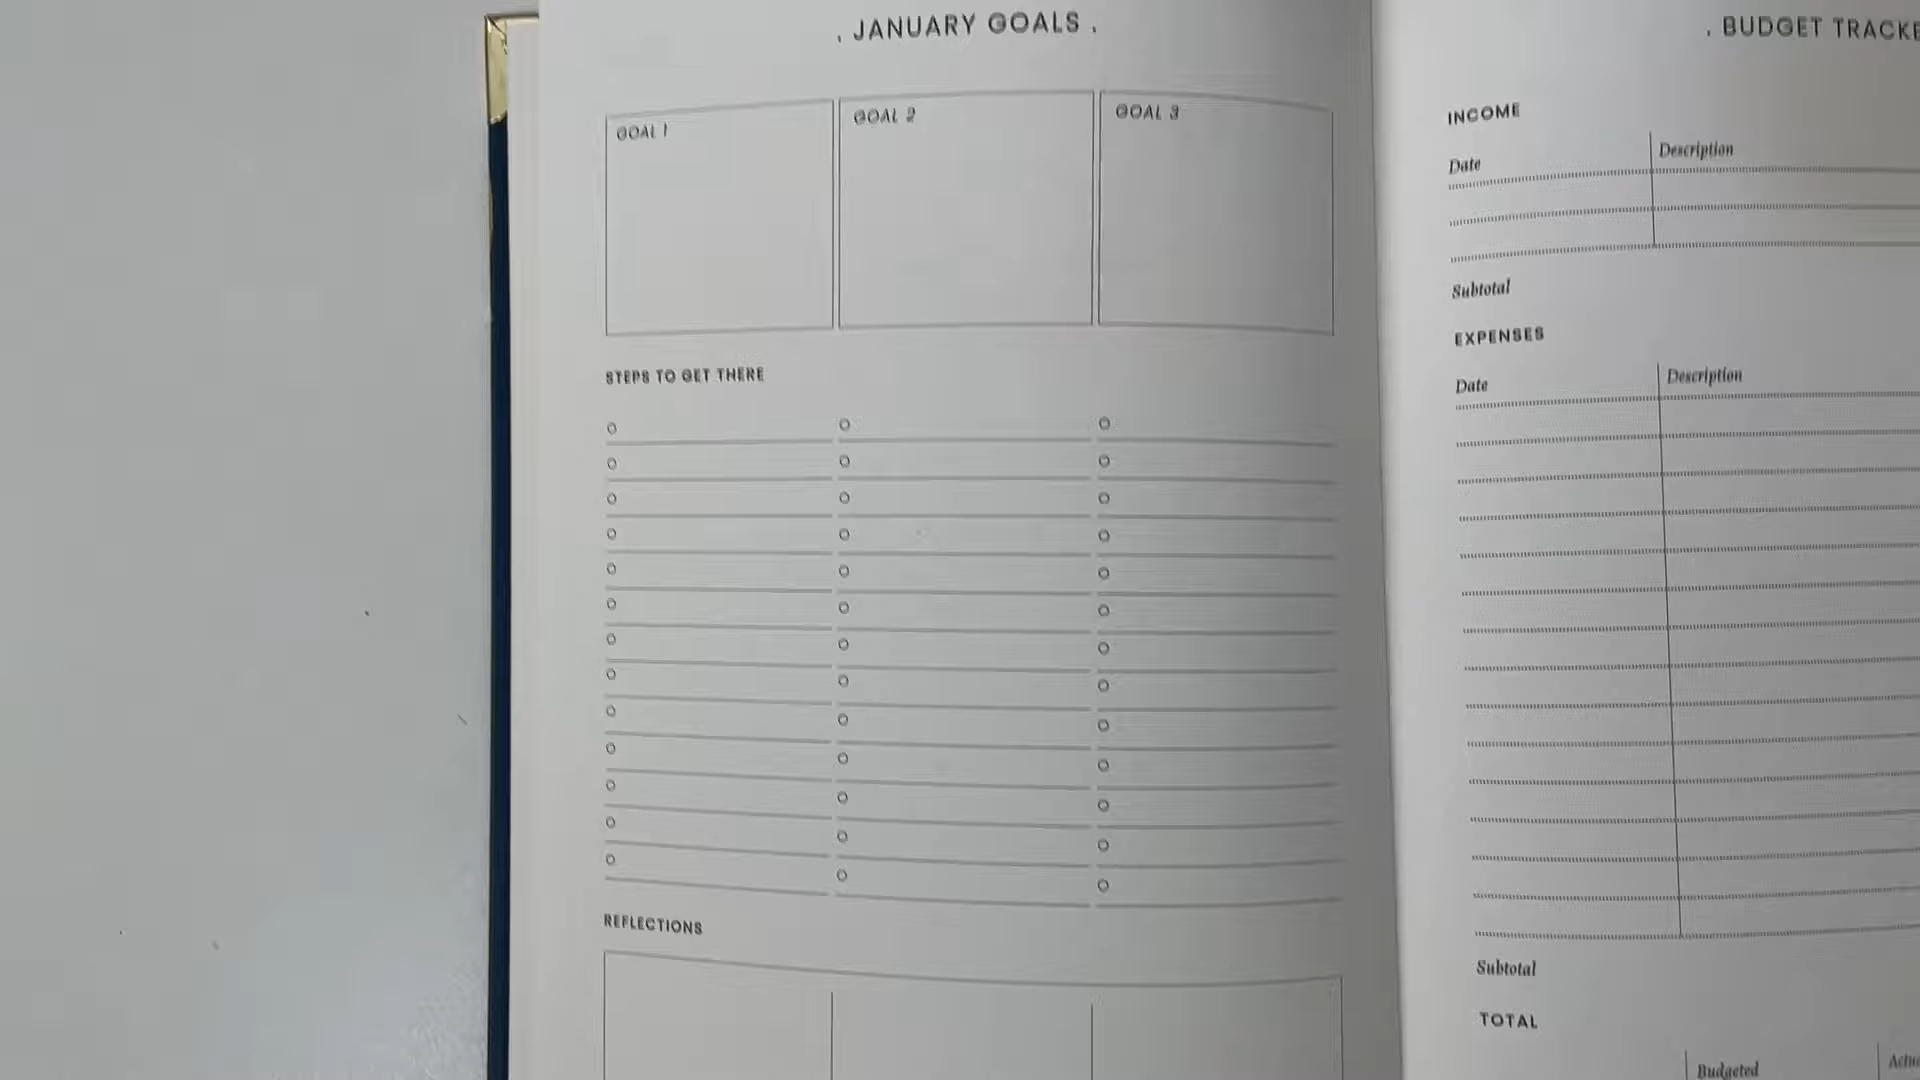 JANUARY GOALS
GOAL 1
GOAL 2
GOAL 3
STEPS TO GET THERE
REFLECTIONS
BUDGET
INCOME
Date Description
Subtotal
EXPENSES
Date Description
Subtotal
TOTAL
Budgeted